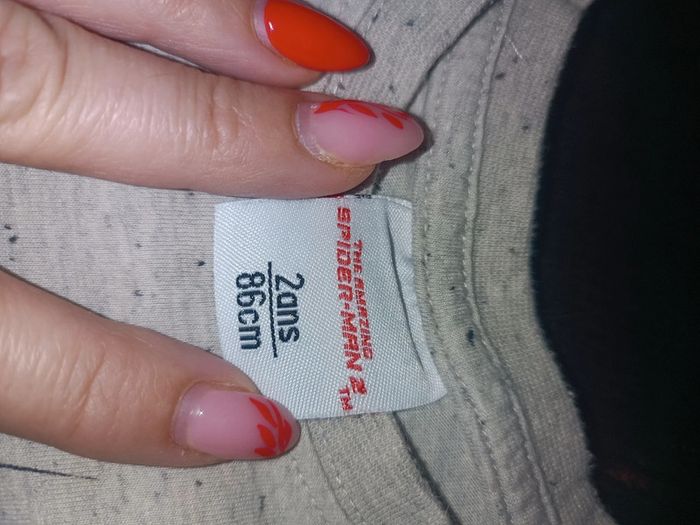 THE AMAZING
SPIDER-MAN 2
TM
2ans
86cm